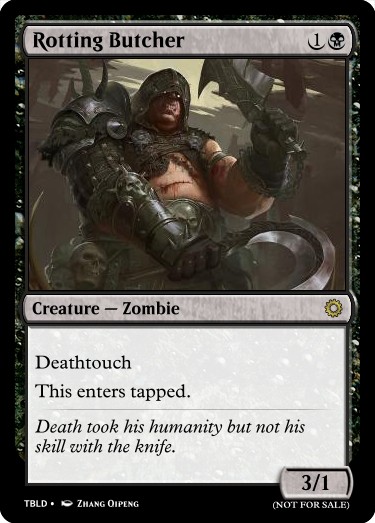 Rotting Butcher 1
Creature — Zombie
Deathtouch
This enters tapped.
Death took his humanity but not his
skill with the knife.
3/1
TBLD • Zhang Qipeng
(NOT FOR SALE)